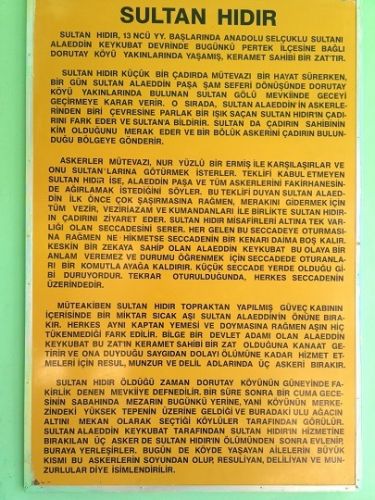 SULTAN HIDIR
SULTAN HIDIR, 13 NCÜ YY. BAŞLARINDA ANADOLU SELÇUKLU SULTANI
ALAEDDİN KEYKUBAT DEVRİNDE BUGÜNKÜ PERTEK İLÇESİNE BAĞLI
DORUTAY KÖYÜ YAKINLARINDA YAŞAMIŞ, KERAMET SAHİBİ BİR ZAT'TIR.
SULTAN HIDIR KÜÇÜK BİR ÇADIRDA MÜTEVAZI BİR HAYAT SÜRERKEN,
BİR GÜN SULTAN ALAEDDİN PAŞA ŞAM SEFERİ DÖNÜŞÜNDE DORUTAY
KÖYÜ YAKINLARINDA BULUNAN SULTAN GÖLÜ MEVKİNDE GECEYİ
GEÇİRMEYE KARAR VERİR. O SIRADA, SULTAN ALAEDDİN'İN ASKERLE-
RİNDEN BİRİ ÇEVRESİNE PARLAK BİR IŞIK SAÇAN SULTAN HIDIR'IN ÇADI-
RINI FARK EDER VE SULTAN'A BİLDİRİR. SULTAN DA ÇADIRIN SAHİBİNİN
KİM OLDUĞUNU MERAK EDER VE BİR BÖLÜK ASKERİNİ ÇADIRIN BULUN-
DUĞU BÖLGEYE GÖNDERİR.
ASKERLER MÜTEVAZI, NUR YÜZLÜ BİR ERMİŞ İLE KARŞILAŞIRLAR VE
ONU SULTAN'LARINA GÖTÜRMEK İSTERLER. TEKLİFİ KABUL ETMEYEN
SULTAN HIDIR İSE, ALAEDDİN PAŞA VE TÜM ASKERLERİNİ FAKİRHANESİN-
DE AĞIRLAMAK İSTEDİĞİNİ SÖYLER. BU TEKLİFİ DUYAN SULTAN ALAED-
DİN İLK ÖNCE ÇOK ŞAŞIRMASINA RAĞMEN, MERAKINI GİDERMEK İÇİN
TÜM VEZİR, VEZİRİAZAM VE KUMANDANLARI İLE BİRLİKTE SULTAN HIDIR-
IN ÇADIRINI ZİYARET EDER. SULTAN HIDIR MİSAFİRLERİ ALTINA TEK VAR-
LIĞI OLAN SECCADESİNİ SERER. HER GELEN BU SECCADEYE OTURMASI-
NA RAĞMEN NE HİKMETSE SECCADENİN BİR KENARI DAİMA BOŞ KALIR.
KESKİN BİR ZEKAYA SAHİP OLAN ALAEDDİN KEYKUBAT BU OLAYA BİR
ANLAM VEREMEZ VE DURUMU ÖĞRENMEK İÇİN SECCADEDE OTURANLA-
RI BİR KOMUTLA AYAĞA KALDIRIR. KÜÇÜK SECCADE YERDE OLDUĞU Gİ-
Bİ DURUYORDUR. TEKRAR OTURULDUĞUNDA, HERKES SECCADENİN
ÜZERİNDEDİR.
MÜTEAKİBEN SULTAN HIDIR TOPRAKTAN YAPILMIŞ GÜVEÇ KABININ
İÇERİSİNDE BİR MİKTAR SICAK AŞI SULTAN ALAEDDİN'İN ÖNÜNE BIRA-
KIR. HERKES AYNI KAPTAN YEMESİ VE DOYMASINA RAĞMEN AŞIN HİÇ
TÜKENMEDİĞİ FARK EDİLİR. BİLGE BİR DEVLET ADAMI OLAN ALAEDDİN
KEYKUBAT BU ZAT'IN KERAMET SAHİBİ BİR ZAT OLDUĞUNA KANAAT GE-
TİRİR VE ONA DUYDUĞU SAYGIDAN DOLAYI ÖLÜMÜNE KADAR HİZMET ET-
MELERİ İÇİN RESUL, MUNZUR VE DELİL ADLARINDA ÜÇ ASKERİ BIRAKIR.
SULTAN HIDIR ÖLDÜĞÜ ZAMAN DORUTAY KÖYÜNÜN GÜNEYİNDE FA-
KİRLİK DENEN MEVKİİYE DEFNEDİLİR. BİR SÜRE SONRA BİR CUMA GECE-
SİNİN SABAHINDA MEZARIN BUGÜNKÜ YERİNE, YANİ KÖYÜNÜN MERKE-
ZİNDEKİ YÜKSEK TEPENİN ÜZERİNE GELDİĞİ VE BURADAKİ ULU AĞACIN
ALTINI MEKAN OLARAK SEÇTİĞİ KÖYLÜLER TARAFINDAN GÖRÜLÜR.
SULTAN ALAEDDİN KEYKUBAT TARAFINDAN SULTAN HIDIR'IN HİZMETİNE
BIRAKILAN ÜÇ ASKER DE SULTAN HIDIR'IN ÖLÜMÜNDEN SONRA EVLENİR,
BURAYA YERLEŞİRLER. BUGÜN DE KÖYDE YAŞAYAN AİLELERİN BÜYÜK
KISMI BU ASKERLERİN SOYUNDAN OLUP, RESULİYAN, DELİLİYAN VE MUN-
ZURLULAR DİYE İSİMLENDİRİLİR.